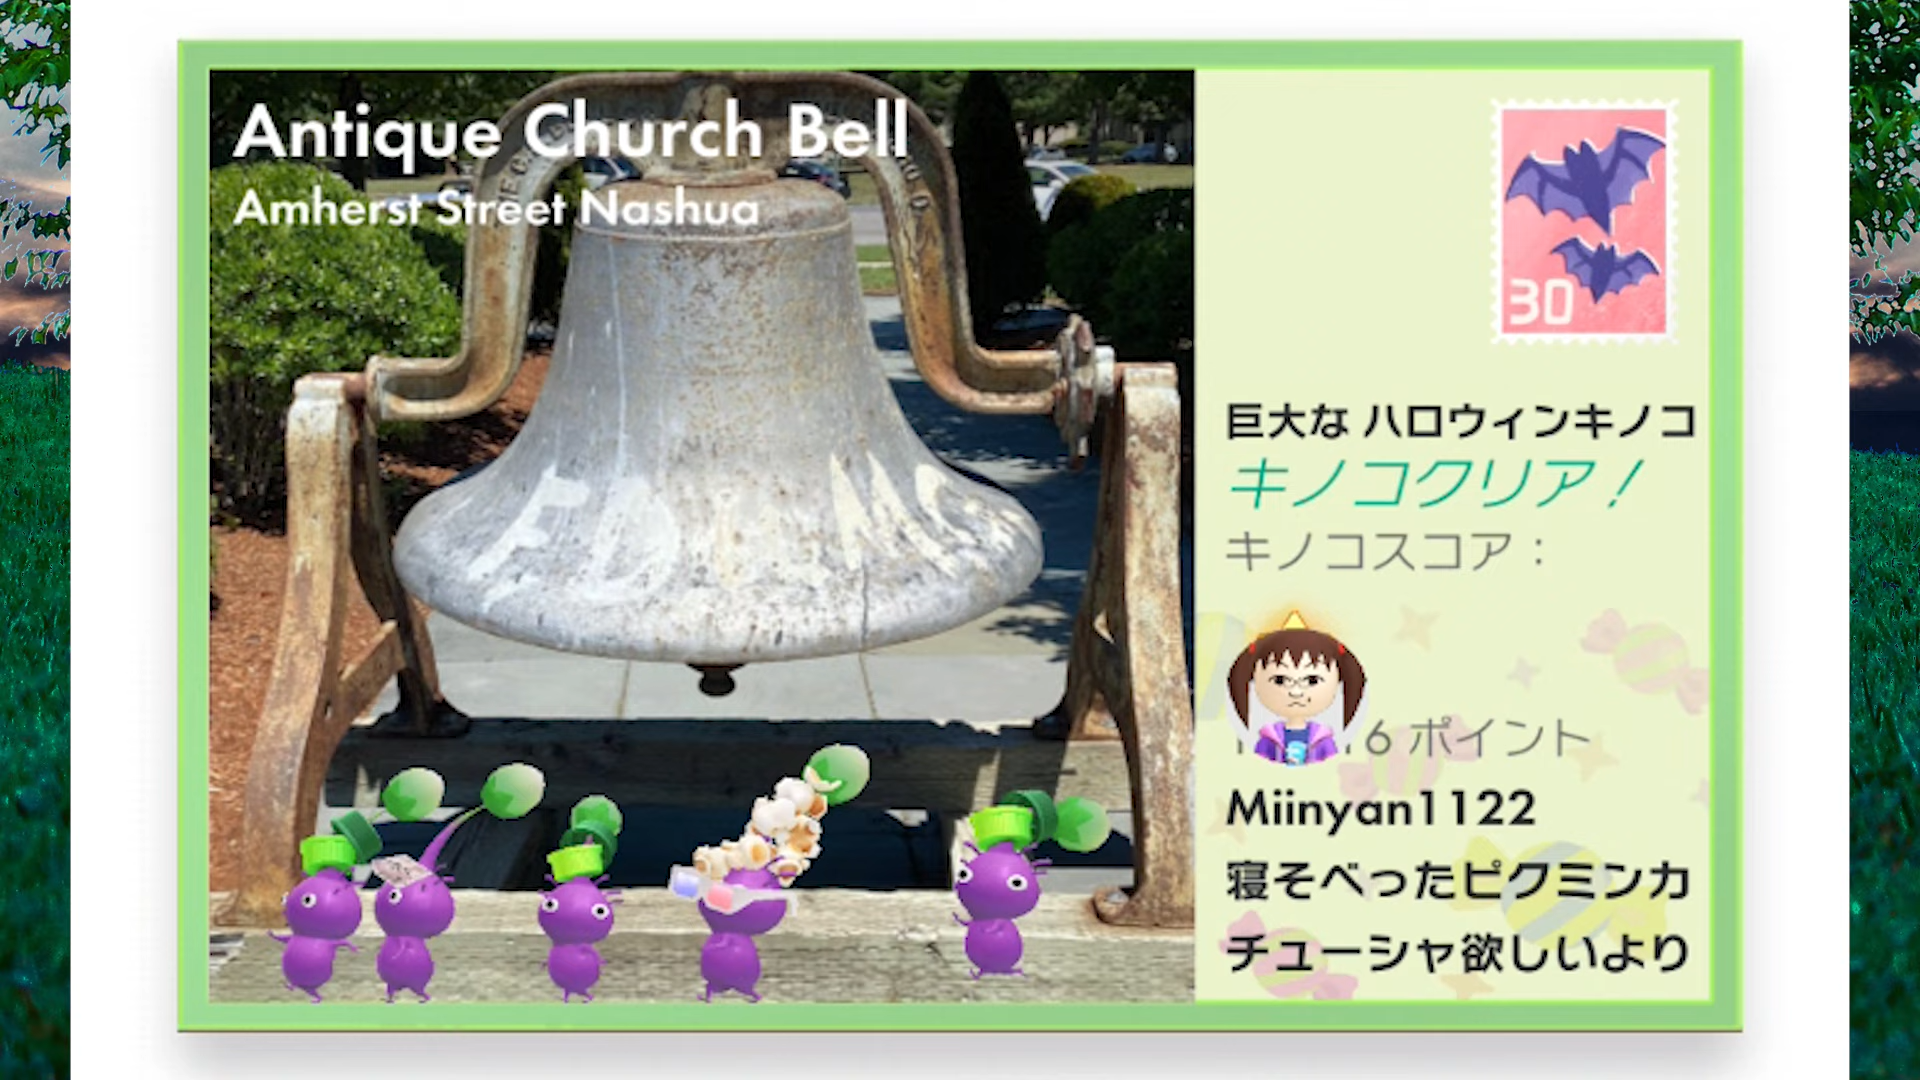 Antique Church Bell
Amherst Street Nashua
30
巨大な ハロウィンキノコ
キノコクリア！
キノコスコア：
6 ポイント
Miinyan1122
寝そべったピクミンカ
チューシャ欲しいより